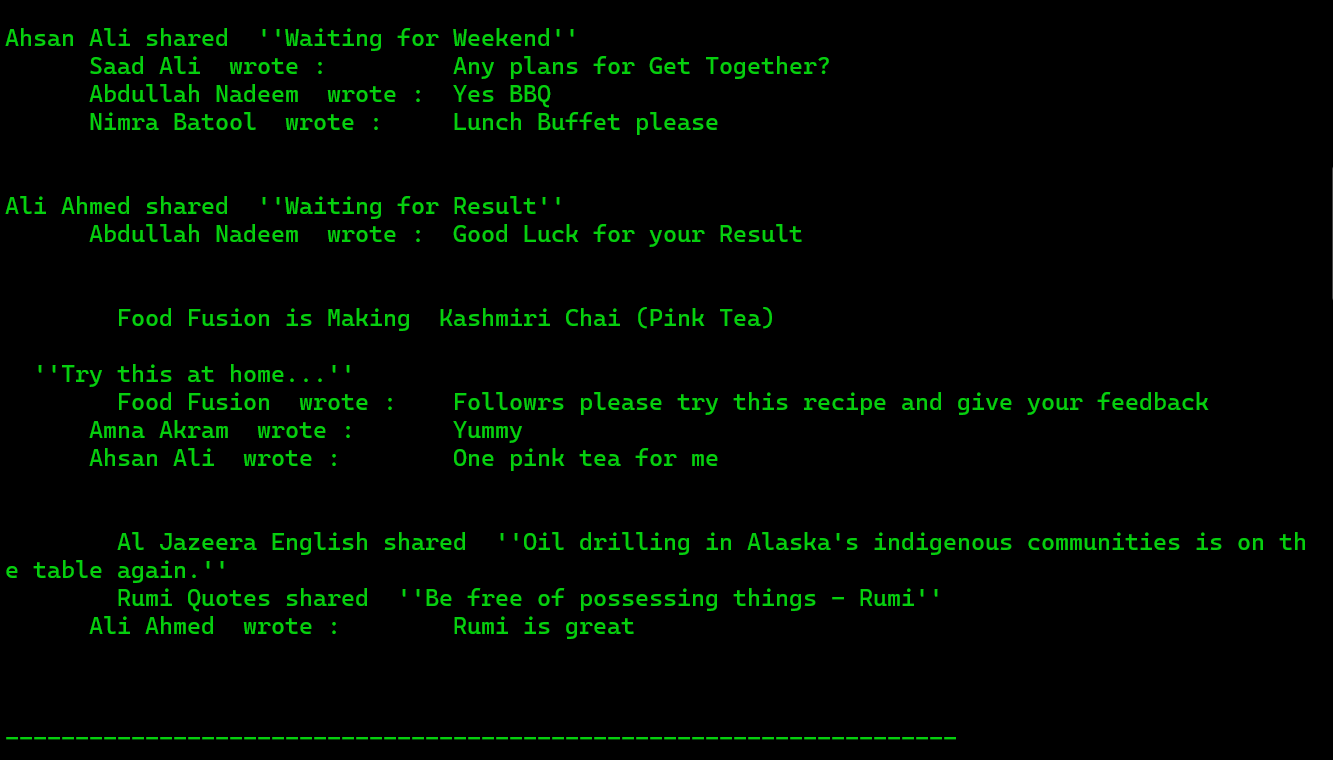 Ahsan Ali shared  ''Waiting for Weekend''
Saad Ali  wrote :         Any plans for Get Together?
Abdullah Nadeem  wrote :  Yes BBQ
Nimra Batool  wrote :     Lunch Buffet please
Ali Ahmed shared  ''Waiting for Result''
Abdullah Nadeem  wrote :  Good Luck for your Result
Food Fusion is Making  Kashmiri Chai (Pink Tea)
''Try this at home...''
Food Fusion  wrote :    Followrs please try this recipe and give your feedback
Amna Akram  wrote :       Yummy
Ahsan Ali  wrote :        One pink tea for me
Al Jazeera English shared  ''Oil drilling in Alaska's indigenous communities is on th
e table again.''
Rumi Quotes shared  ''Be free of possessing things - Rumi''
Ali Ahmed  wrote :        Rumi is great
--------------------------------------------------------------------